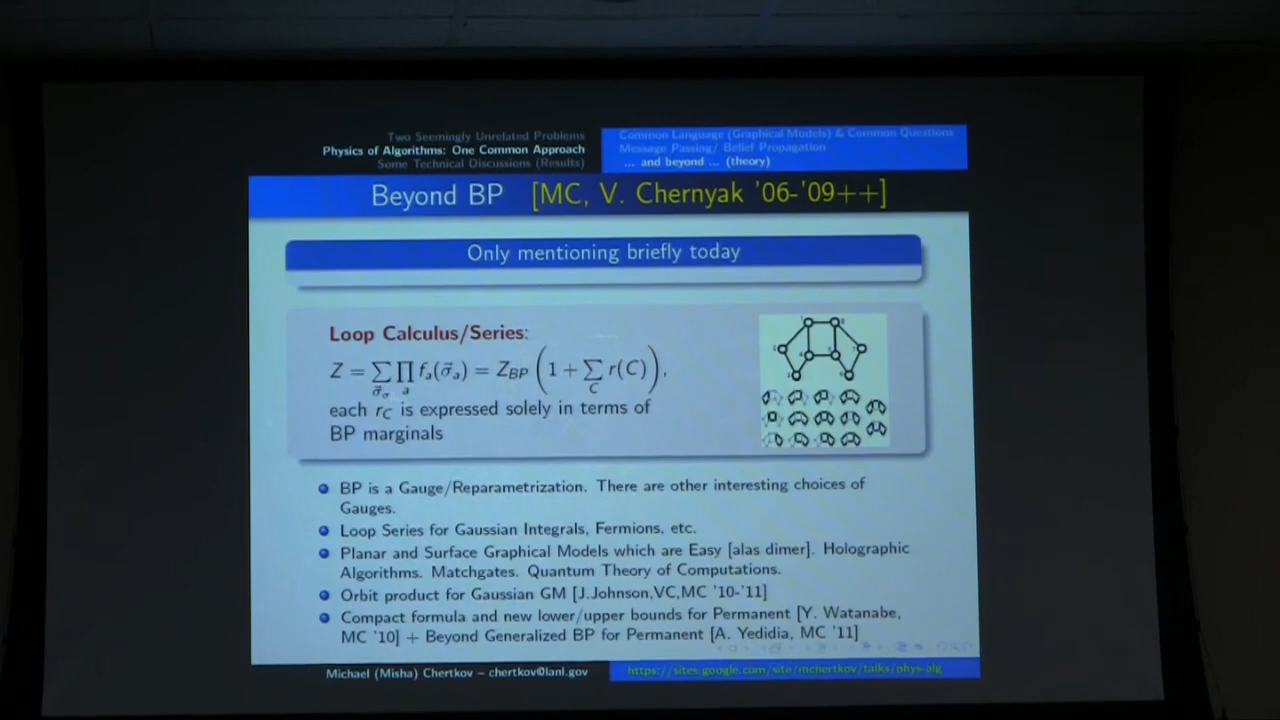 Two Seemingly Unrelated Problems
Physics of Algorithms: One Common Approach
Some Technical Discussions (Results)
Common Language (Graphical Models) & Common Questions
Message Passing/ Belief Propagation
... and beyond ... (theory)
Beyond BP [MC, V. Chernyak '06-'09++]
Only mentioning briefly today
Loop Calculus/Series:
Z = ∑_{σ⃗_σ} ∏_a f_a(σ⃗_a) = Z_{BP} (1 + ∑_C r(C)),
each r_C is expressed solely in terms of
BP marginals
BP is a Gauge/Reparametrization. There are other interesting choices of
Gauges.
Loop Series for Gaussian Integrals, Fermions, etc.
Planar and Surface Graphical Models which are Easy [alas dimer]. Holographic
Algorithms. Matchgates. Quantum Theory of Computations.
Orbit product for Gaussian GM [J.Johnson,VC,MC '10-'11]
Compact formula and new lower/upper bounds for Permanent [Y. Watanabe,
MC '10] + Beyond Generalized BP for Permanent [A. Yedidia, MC '11]
Michael (Misha) Chertkov – chertkov@lanl.gov
https://sites.google.com/site/mchertkov/talks/phys-alg